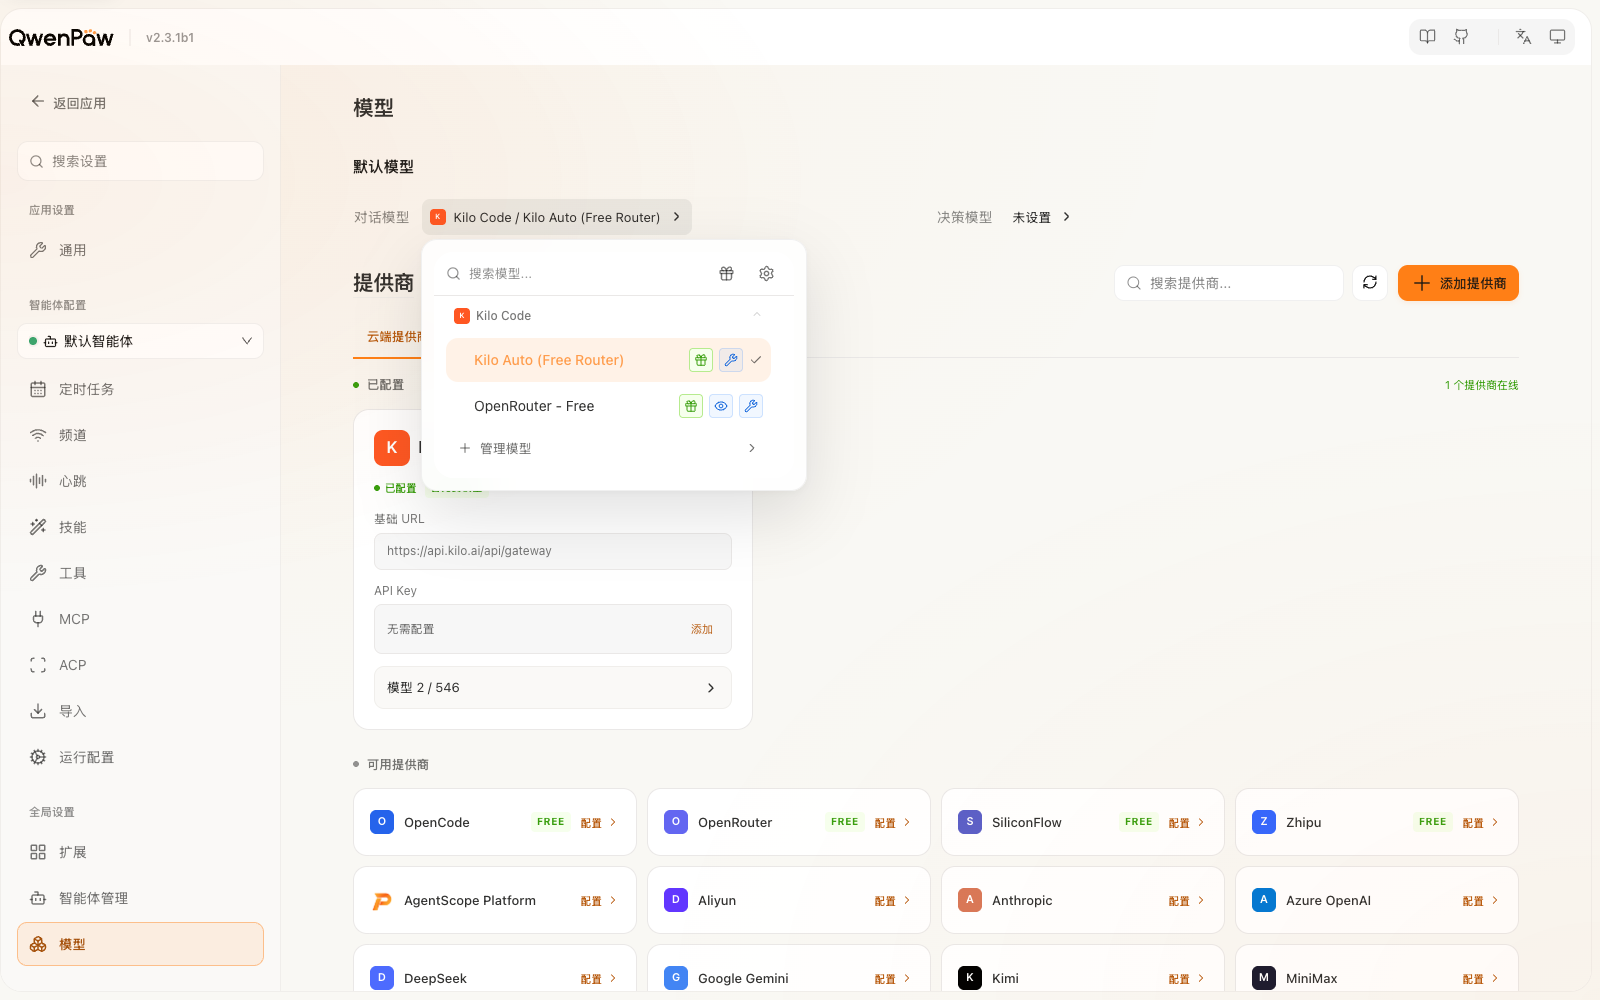 QwenPaw
v2.3.1b1
返回应用
搜索设置
应用设置
通用
智能体配置
默认智能体
定时任务
频道
心跳
技能
工具
MCP
ACP
导入
运行配置
全局设置
扩展
智能体管理
模型
模型
默认模型
对话模型
K
Kilo Code / Kilo Auto (Free Router)
决策模型
未设置
搜索模型...
K
Kilo Code
Kilo Auto (Free Router)
OpenRouter - Free
管理模型
提供商
搜索提供商...
添加提供商
云端提供
已配置
1 个提供商在线
K
已配置
基础 URL
https://api.kilo.ai/api/gateway
API Key
无需配置
添加
模型 2 / 546
可用提供商
O
OpenCode
FREE
配置
O
OpenRouter
FREE
配置
S
SiliconFlow
FREE
配置
Z
Zhipu
FREE
配置
AgentScope Platform
配置
D
Aliyun
配置
A
Anthropic
配置
A
Azure OpenAI
配置
D
DeepSeek
配置
G
Google Gemini
配置
K
Kimi
配置
M
MiniMax
配置